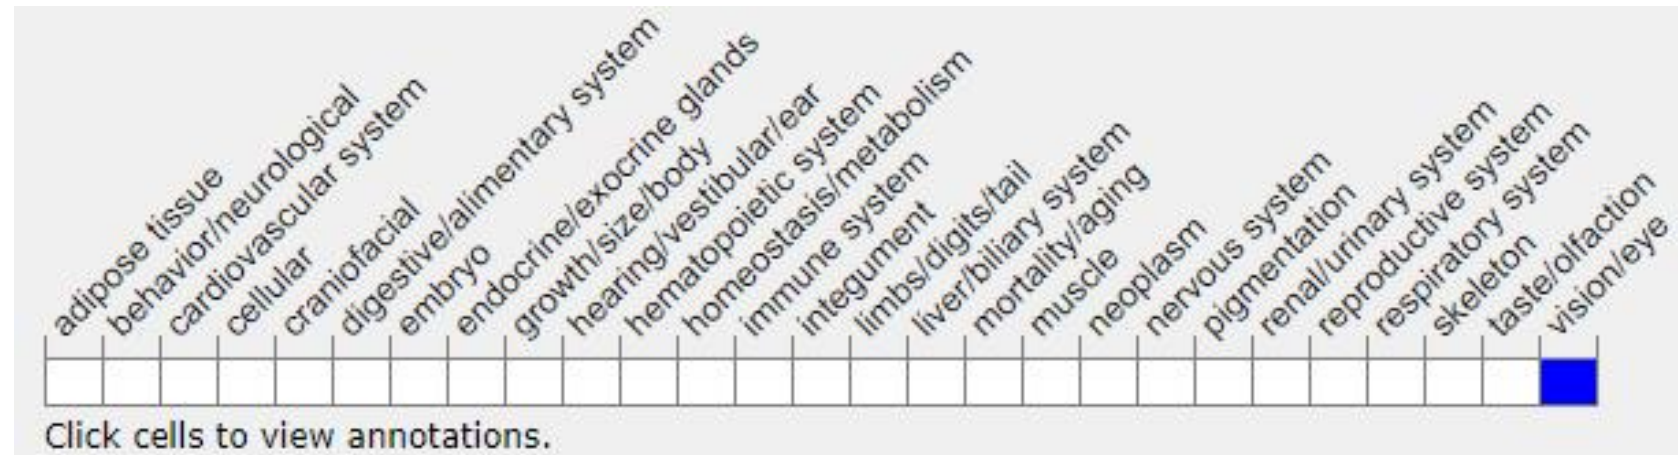 adipose tissue
behavior/neurological
cardiovascular system
cellular
craniofacial
digestive/alimentary system
embryo
endocrine/exocrine glands
growth/size/body
hearing/vestibular/ear
hematopoietic system
homeostasis/metabolism
immune system
integument
limbs/digits/tail
liver/biliary system
mortality/aging
muscle
neoplasm
nervous system
pigmentation
renal/urinary system
reproductive system
respiratory system
skeleton
taste/olfaction
vision/eye
Click cells to view annotations.